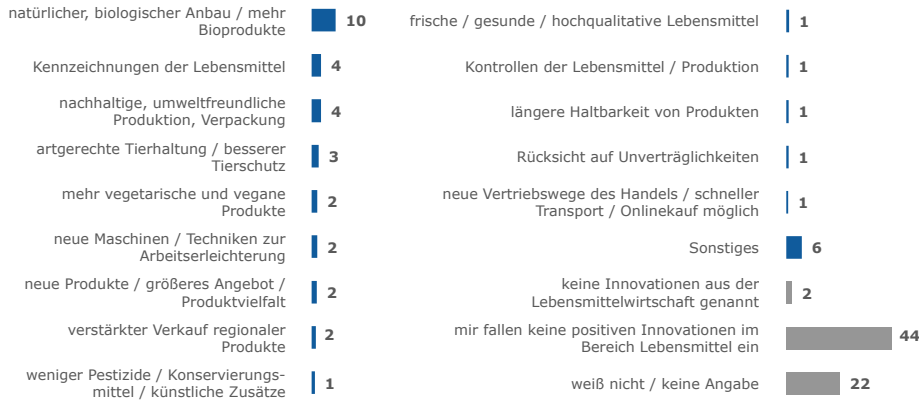 natürlicher, biologischer Anbau / mehr
Bioprodukte
10
Kennzeichnungen der Lebensmittel
4
nachhaltige, umweltfreundliche
Produktion, Verpackung
4
artgerechte Tierhaltung / besserer
Tierschutz
3
mehr vegetarische und vegane
Produkte
2
neue Maschinen / Techniken zur
Arbeitserleichterung
2
neue Produkte / größeres Angebot /
Produktvielfalt
2
verstärkter Verkauf regionaler
Produkte
2
weniger Pestizide / Konservierungs-
mittel / künstliche Zusätze
1
frische / gesunde / hochqualitative Lebensmittel
1
Kontrollen der Lebensmittel / Produktion
1
längere Haltbarkeit von Produkten
1
Rücksicht auf Unverträglichkeiten
1
neue Vertriebswege des Handels / schneller
Transport / Onlinekauf möglich
1
Sonstiges
6
keine Innovationen aus der
Lebensmittelwirtschaft genannt
2
mir fallen keine positiven Innovationen im
Bereich Lebensmittel ein
44
weiß nicht / keine Angabe
22